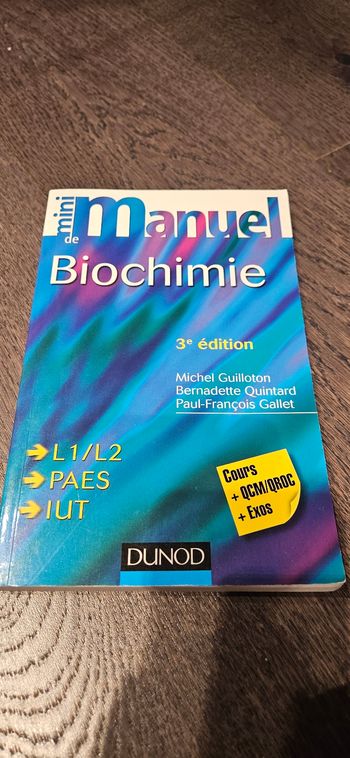 mini
manuel
de
Biochimie
3e édition
Michel Guilloton
Bernadette Quintard
Paul-François Gallet
L1/L2
PAES
IUT
Cours
+ QCM/QROC
+ Exos
DUNOD